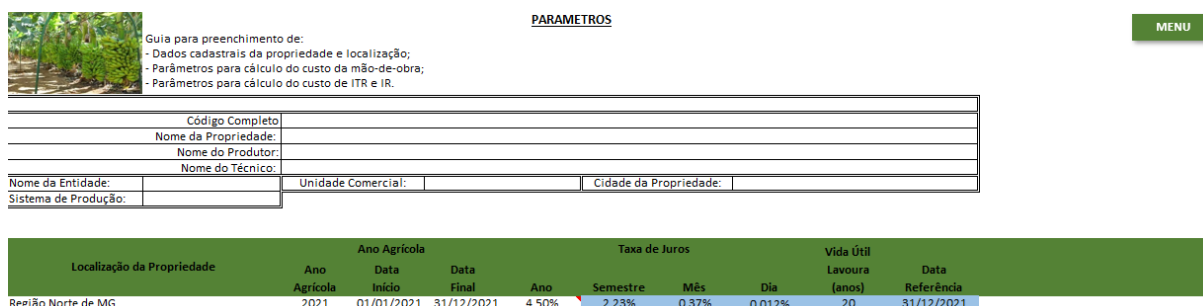 PARAMETROS
MENU
Guia para preenchimento de:
- Dados cadastrais da propriedade e localização;
- Parâmetros para cálculo do custo da mão-de-obra;
- Parâmetros para cálculo do custo de ITR e IR.
Código Completo
Nome da Propriedade:
Nome do Produtor:
Nome do Técnico:
Nome da Entidade: Unidade Comercial: Cidade da Propriedade:
Sistema de Produção:
Ano Agrícola Taxa de Juros Vida Útil
Localização da Propriedade Ano Data Data Lavoura Data
Agrícola Início Final Ano Semestre Mês Dia (anos) Referência
Região Norte de MG 2021 01/01/2021 31/12/2021 4,50% 2,23% 0,37% 0,012% 20 31/12/2021